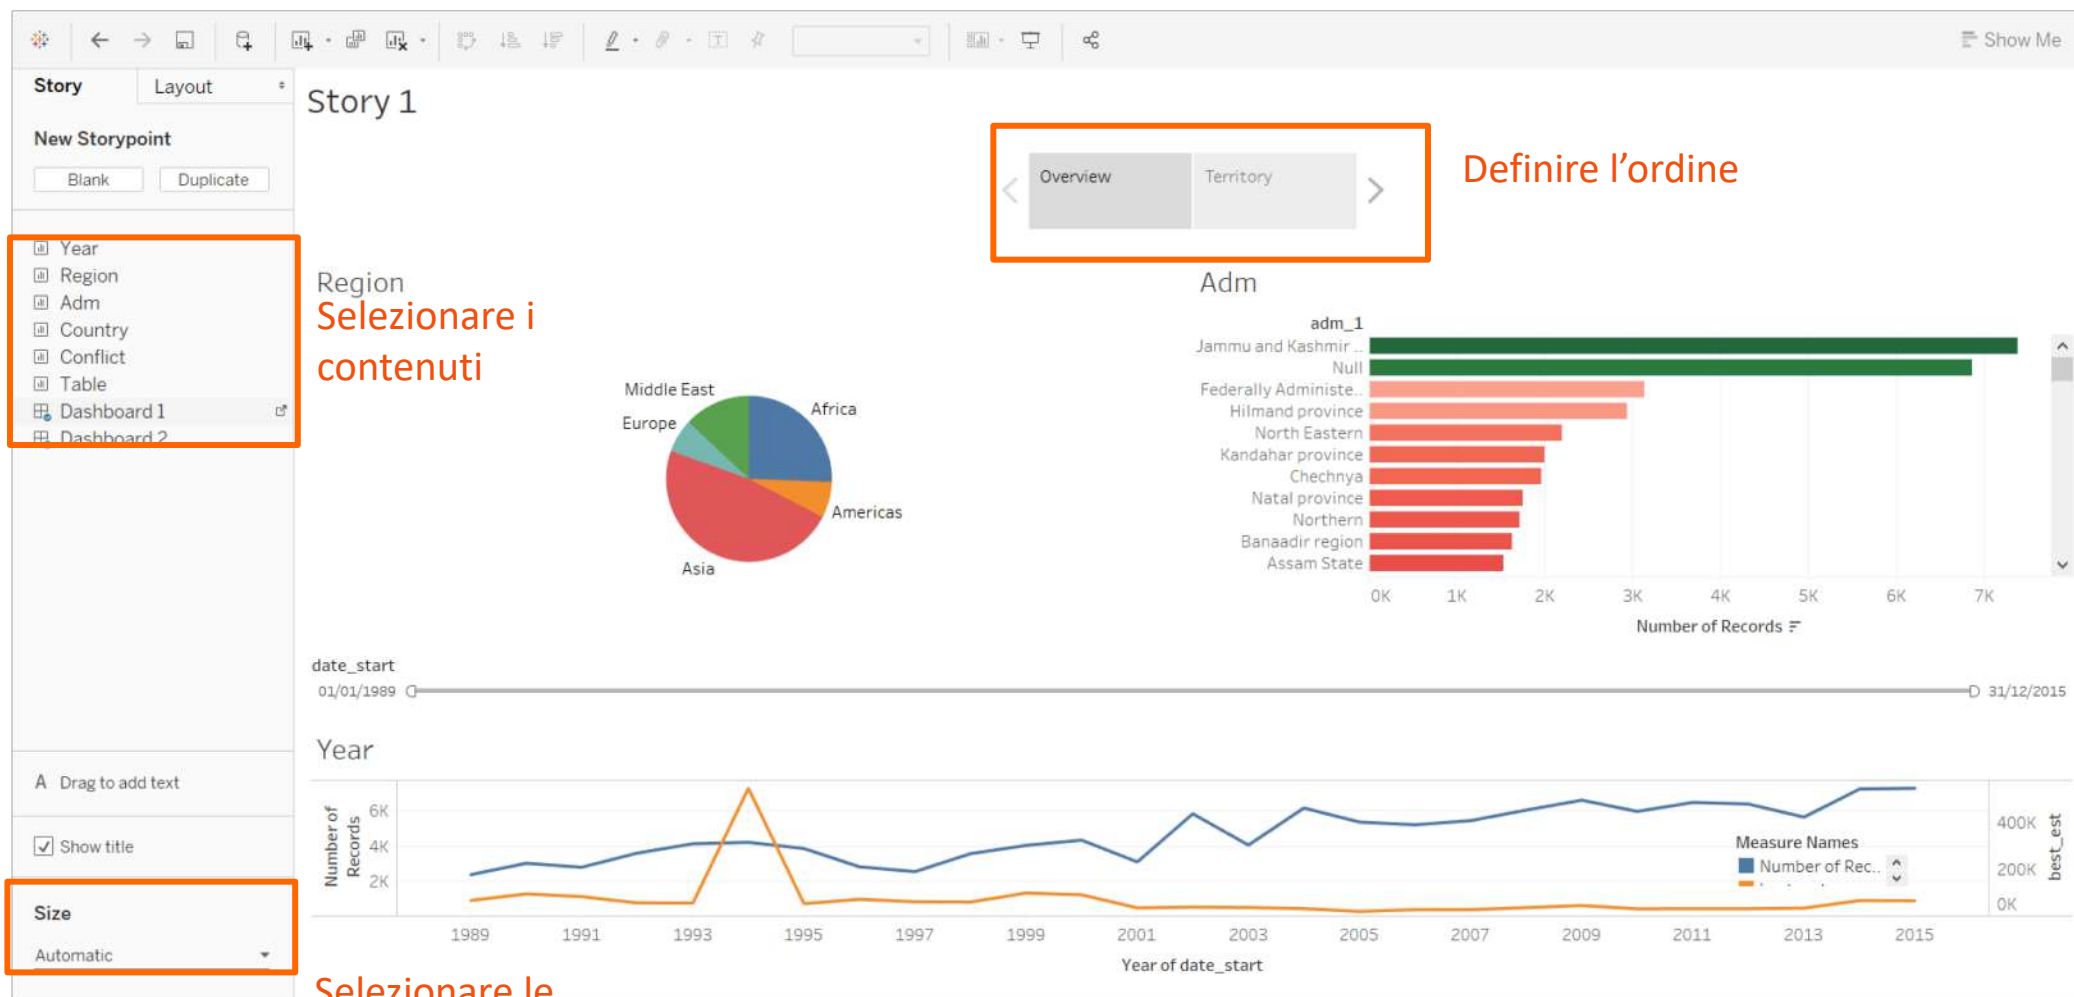 Show Me
Story
Layout
Story 1
New Storypoint
Blank
Duplicate
Overview
Territory
Definire l’ordine
Year
Region
Adm
Country
Conflict
Table
Dashboard 1
Dashboard 2
Region
Selezionare i
contenuti
Middle East
Europe
Africa
Americas
Asia
Adm
adm_1
Jammu and Kashmir ..
Null
Federally Administe..
Hilmand province
North Eastern
Kandahar province
Chechnya
Natal province
Northern
Banaadir region
Assam State
0K 1K 2K 3K 4K 5K 6K 7K
Number of Records
date_start
01/01/1989
31/12/2015
Year
A Drag to add text
Show title
Size
Automatic
Number of
Records
6K
4K
2K
Measure Names
Number of Rec..
400K
200K
0K
best_est
1989 1991 1993 1995 1997 1999 2001 2003 2005 2007 2009 2011 2013 2015
Year of date_start
Selezionare le